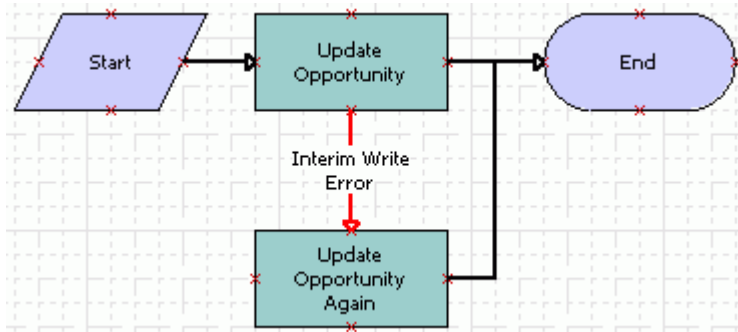 Start
Update
Opportunity
End
Interim Write
Error
Update
Opportunity
Again